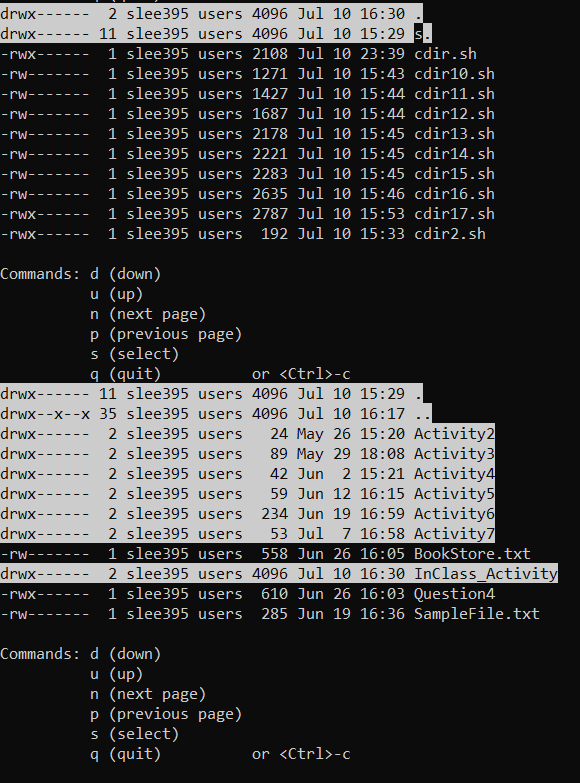 drwx------  2 slee395 users 4096 Jul 10 16:30 .
drwx------ 11 slee395 users 4096 Jul 10 15:29 s.
-rwx------  1 slee395 users 2108 Jul 10 23:39 cdir.sh
-rw-------  1 slee395 users 1271 Jul 10 15:43 cdir10.sh
-rw-------  1 slee395 users 1427 Jul 10 15:44 cdir11.sh
-rw-------  1 slee395 users 1687 Jul 10 15:44 cdir12.sh
-rw-------  1 slee395 users 2178 Jul 10 15:45 cdir13.sh
-rw-------  1 slee395 users 2221 Jul 10 15:45 cdir14.sh
-rw-------  1 slee395 users 2283 Jul 10 15:45 cdir15.sh
-rw-------  1 slee395 users 2635 Jul 10 15:46 cdir16.sh
-rwx------  1 slee395 users 2787 Jul 10 15:53 cdir17.sh
-rwx------  1 slee395 users  192 Jul 10 15:33 cdir2.sh

Commands: d (down)
          u (up)
          n (next page)
          p (previous page)
          s (select)
          q (quit)          or <Ctrl>-c
drwx------ 11 slee395 users 4096 Jul 10 15:29 .
drwx--x--x 35 slee395 users 4096 Jul 10 16:17 ..
drwx------  2 slee395 users   24 May 26 15:20 Activity2
drwx------  2 slee395 users   89 May 29 18:08 Activity3
drwx------  2 slee395 users   42 Jun  2 15:21 Activity4
drwx------  2 slee395 users   59 Jun 12 16:15 Activity5
drwx------  2 slee395 users  234 Jun 19 16:59 Activity6
drwx------  2 slee395 users   53 Jul  7 16:58 Activity7
-rw-------  1 slee395 users  558 Jun 26 16:05 BookStore.txt
drwx------  2 slee395 users 4096 Jul 10 16:30 InClass_Activity
-rwx------  1 slee395 users  610 Jun 26 16:03 Question4
-rw-------  1 slee395 users  285 Jun 19 16:36 SampleFile.txt

Commands: d (down)
          u (up)
          n (next page)
          p (previous page)
          s (select)
          q (quit)          or <Ctrl>-c